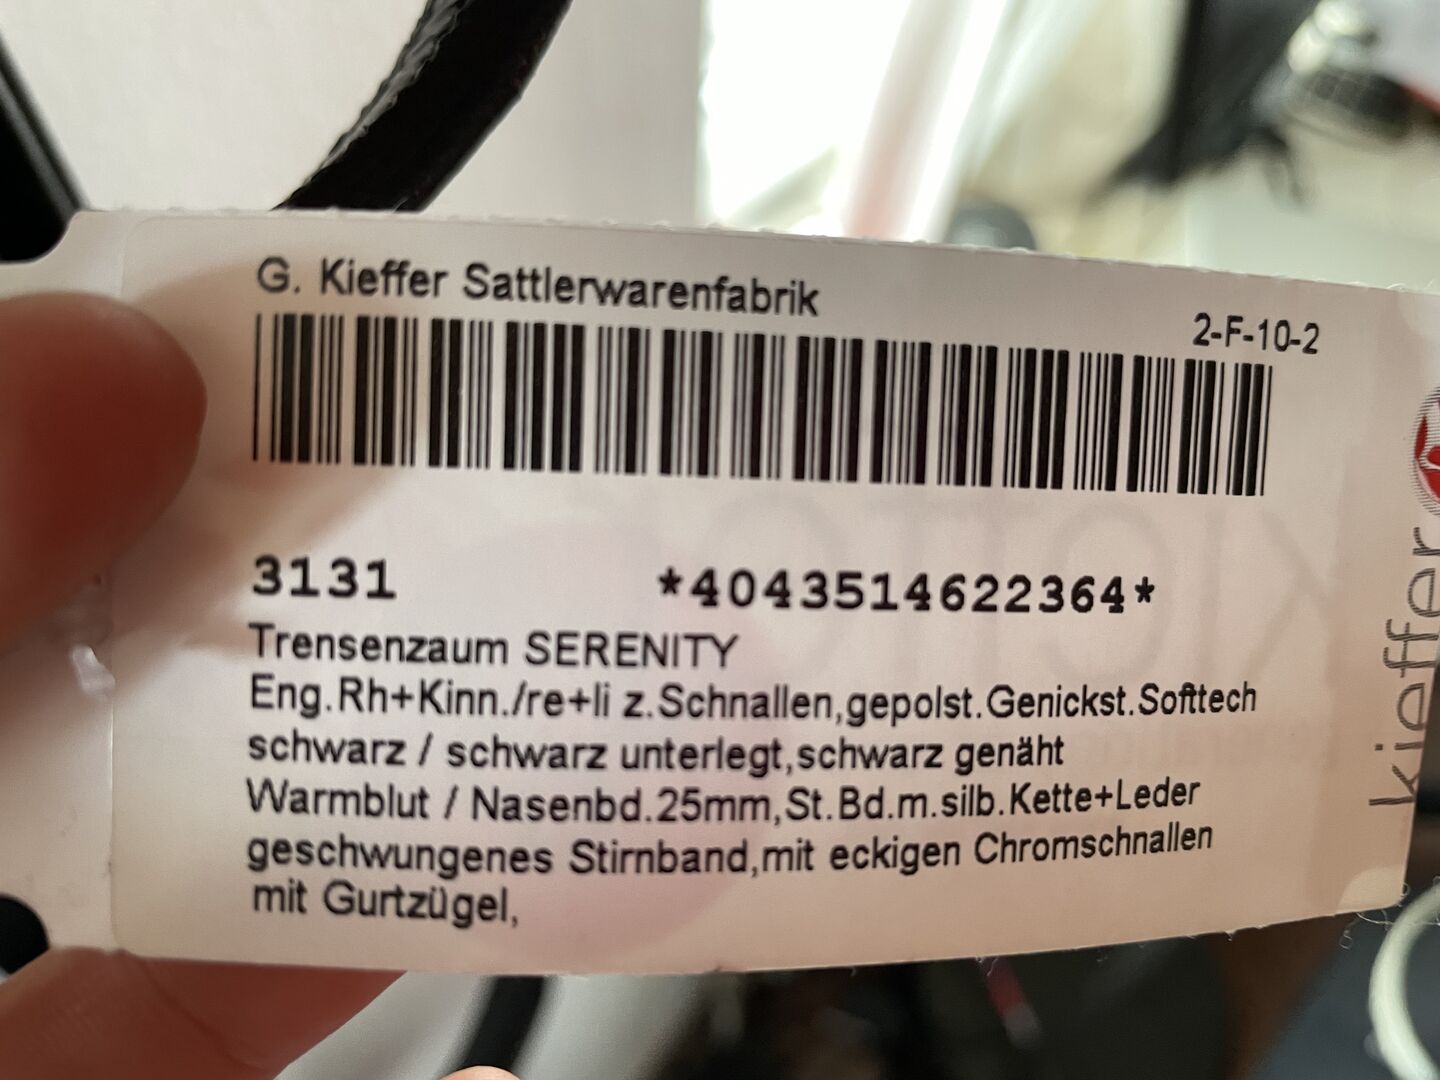 G. Kieffer Sattlerwarenfabrik
2-F-10-2
3131 *4043514622364*
Trensenzaum SERENITY
Eng.Rh+Kinn./re+li z.Schnallen,gepolst.Genickst.Softtech
schwarz / schwarz unterlegt,schwarz genäht
Warmblut / Nasenbd.25mm,St.Bd.m.silb.Kette+Leder
geschwungenes Stirnband,mit eckigen Chromschnallen
mit Gurtzügel,
kieffer